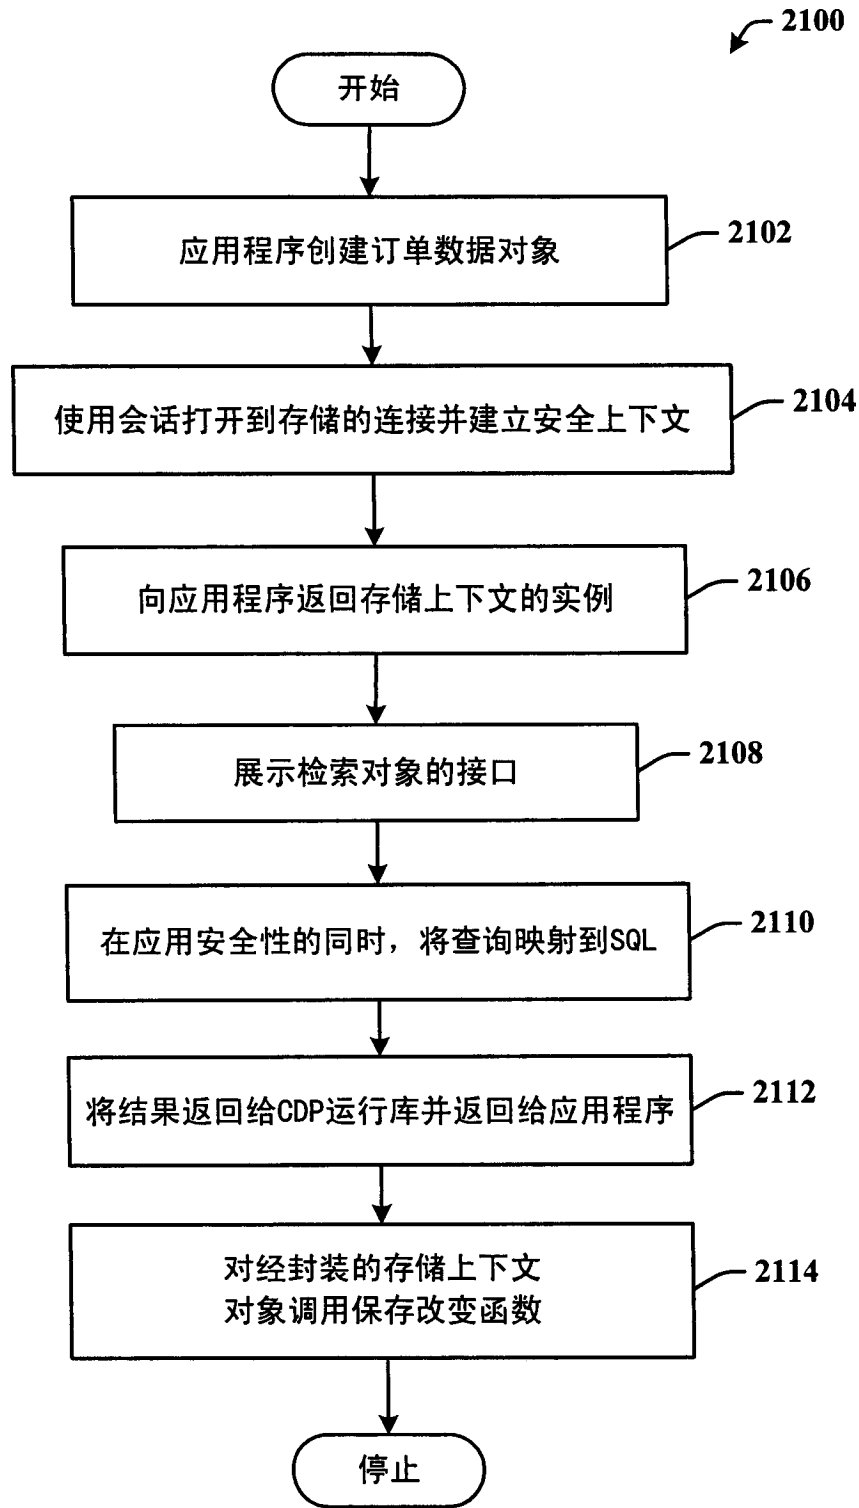 2100
开始
应用程序创建订单数据对象
2102
使用会话打开到存储的连接并建立安全上下文
2104
向应用程序返回存储上下文的实例
2106
展示检索对象的接口
2108
在应用安全性的同时，将查询映射到SQL
2110
将结果返回给CDP运行库并返回给应用程序
2112
对经封装的存储上下文
对象调用保存改变函数
2114
停止